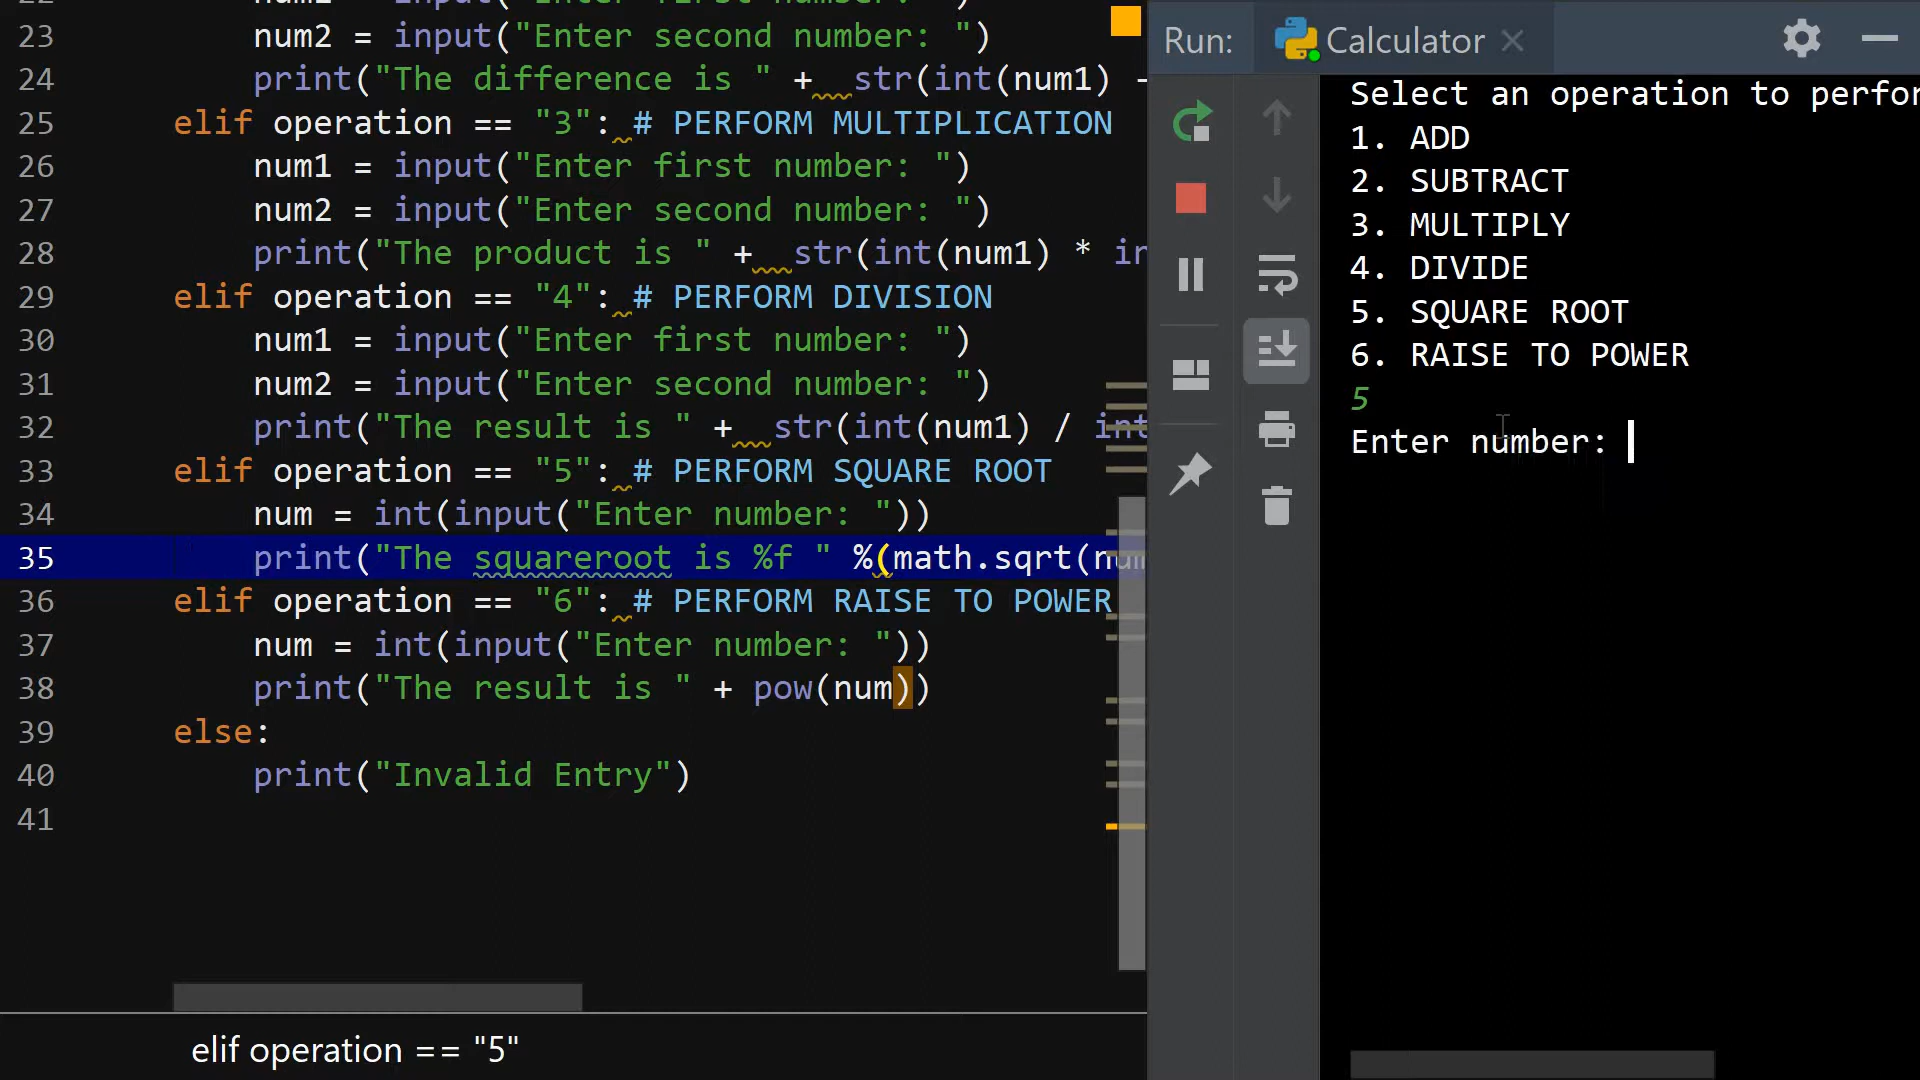 num1 = input("Enter first number: ")
23 num2 = input("Enter second number: ")
24 print("The difference is " + str(int(num1) -
25 elif operation == "3": # PERFORM MULTIPLICATION
26 num1 = input("Enter first number: ")
27 num2 = input("Enter second number: ")
28 print("The product is " + str(int(num1) * in
29 elif operation == "4": # PERFORM DIVISION
30 num1 = input("Enter first number: ")
31 num2 = input("Enter second number: ")
32 print("The result is " + str(int(num1) / int
33 elif operation == "5": # PERFORM SQUARE ROOT
34 num = int(input("Enter number: "))
35 print("The squareroot is %f " %(math.sqrt(num
36 elif operation == "6": # PERFORM RAISE TO POWER
37 num = int(input("Enter number: "))
38 print("The result is " + pow(num))
39 else:
40 print("Invalid Entry")
41
elif operation == "5"
Run: Calculator
Select an operation to perfor
1. ADD
2. SUBTRACT
3. MULTIPLY
4. DIVIDE
5. SQUARE ROOT
6. RAISE TO POWER
5
Enter number: